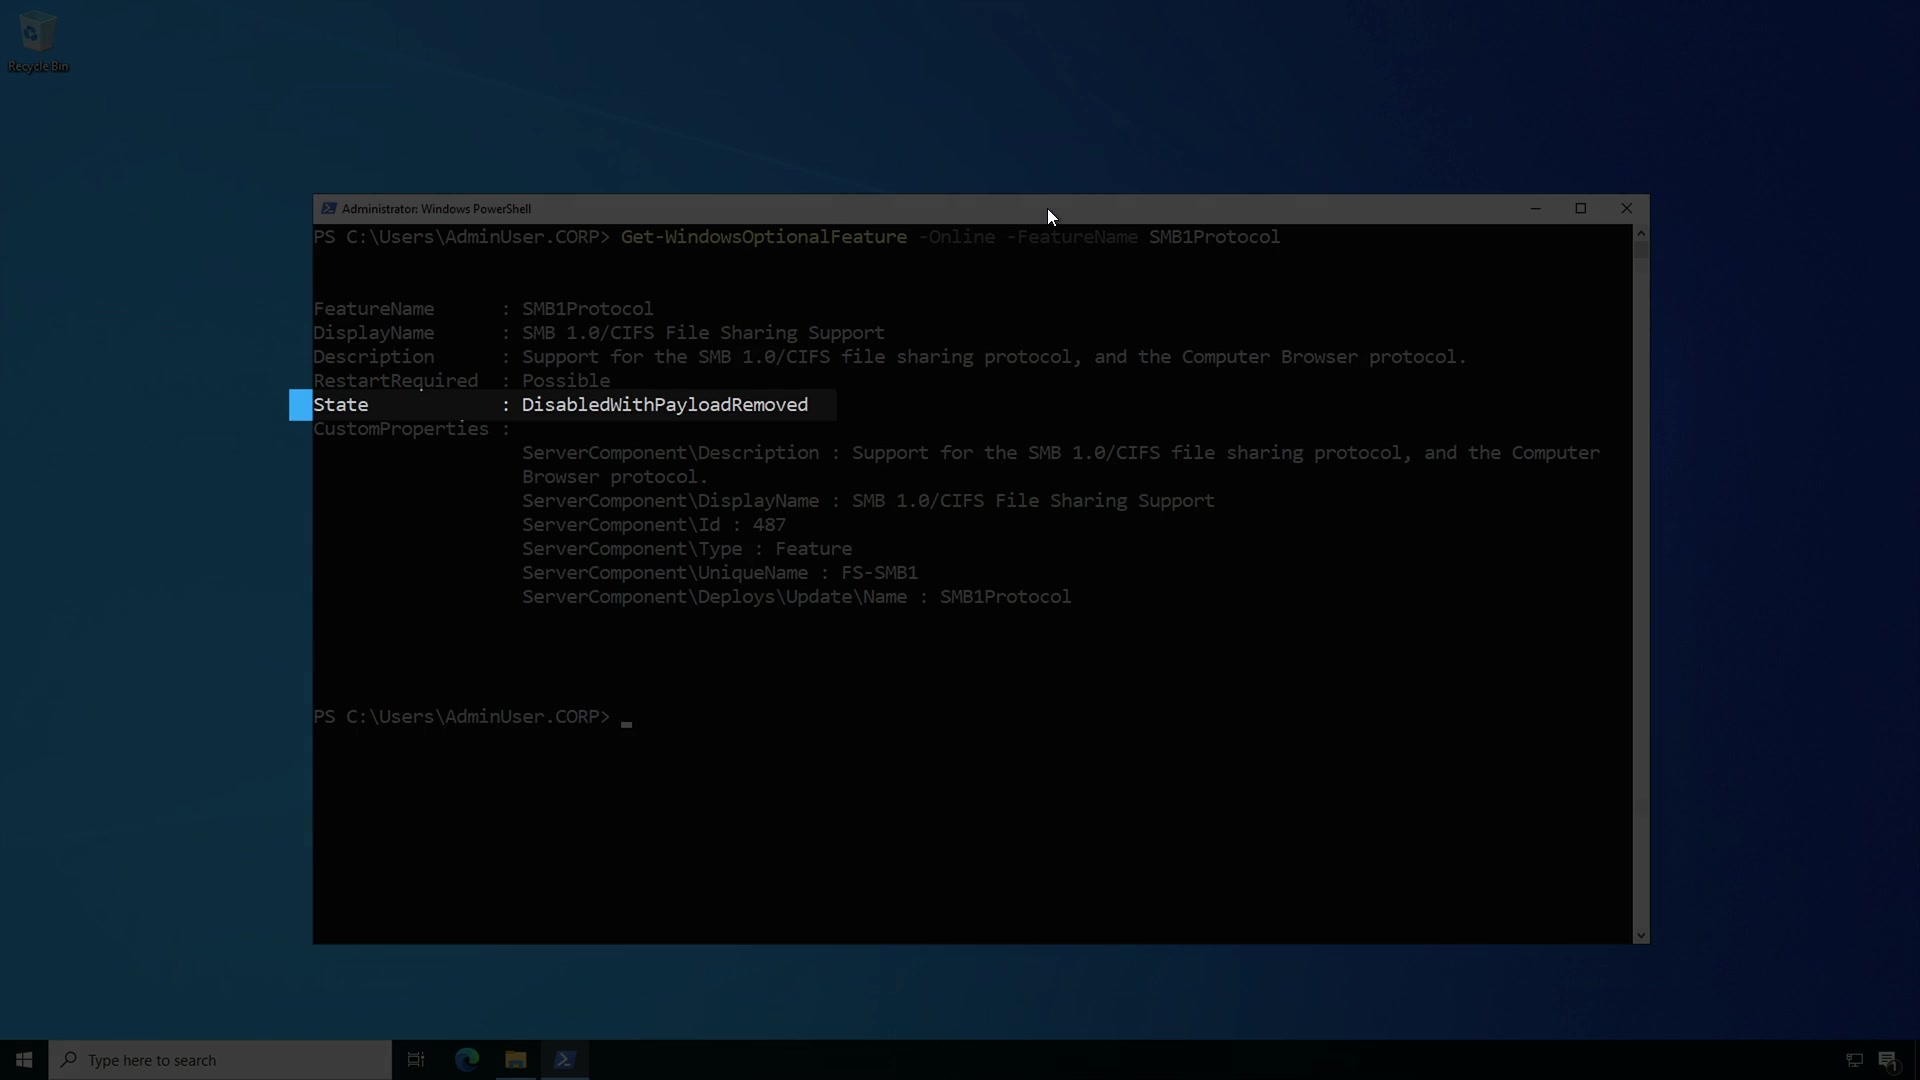 Recycle Bin
Administrator: Windows PowerShell
PS C:\Users\AdminUser.CORP> Get-WindowsOptionalFeature -Online -FeatureName SMB1Protocol
FeatureName : SMB1Protocol
DisplayName : SMB 1.0/CIFS File Sharing Support
Description : Support for the SMB 1.0/CIFS file sharing protocol, and the Computer Browser protocol.
RestartRequired : Possible
State : DisabledWithPayloadRemoved
CustomProperties :
ServerComponent\Description : Support for the SMB 1.0/CIFS file sharing protocol, and the Computer
Browser protocol.
ServerComponent\DisplayName : SMB 1.0/CIFS File Sharing Support
ServerComponent\Id : 487
ServerComponent\Type : Feature
ServerComponent\UniqueName : FS-SMB1
ServerComponent\Deploys\Update\Name : SMB1Protocol
PS C:\Users\AdminUser.CORP>
Type here to search
1